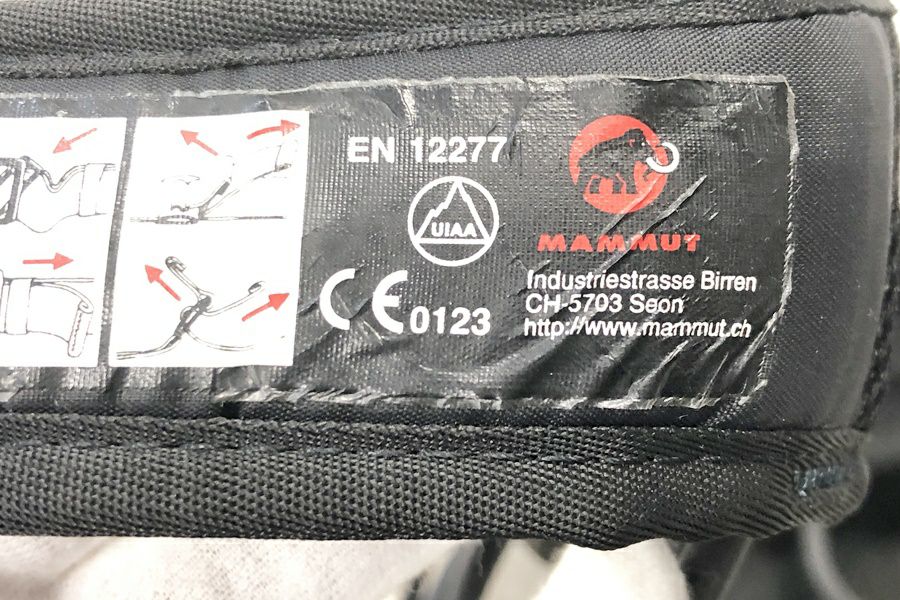 EN 12277
UIAA
CE 0123
MAMMUT
Industriestrasse Birren
CH-5703 Seon
http://www.mammut.ch